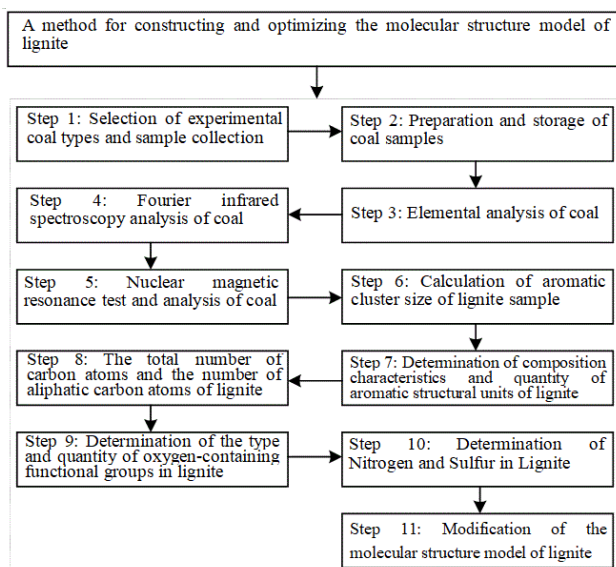 A method for constructing and optimizing the molecular structure model of
lignite
Step 1: Selection of experimental
coal types and sample collection
Step 2: Preparation and storage of
coal samples
Step 3: Elemental analysis of coal
Step 4: Fourier infrared
spectroscopy analysis of coal
Step 5: Nuclear magnetic
resonance test and analysis of coal
Step 6: Calculation of aromatic
cluster size of lignite sample
Step 7: Determination of composition
characteristics and quantity of
aromatic structural units of lignite
Step 8: The total number of
carbon atoms and the number of
aliphatic carbon atoms of lignite
Step 9: Determination of the type
and quantity of oxygen-containing
functional groups in lignite
Step 10: Determination of
Nitrogen and Sulfur in Lignite
Step 11: Modification of the
molecular structure model of lignite